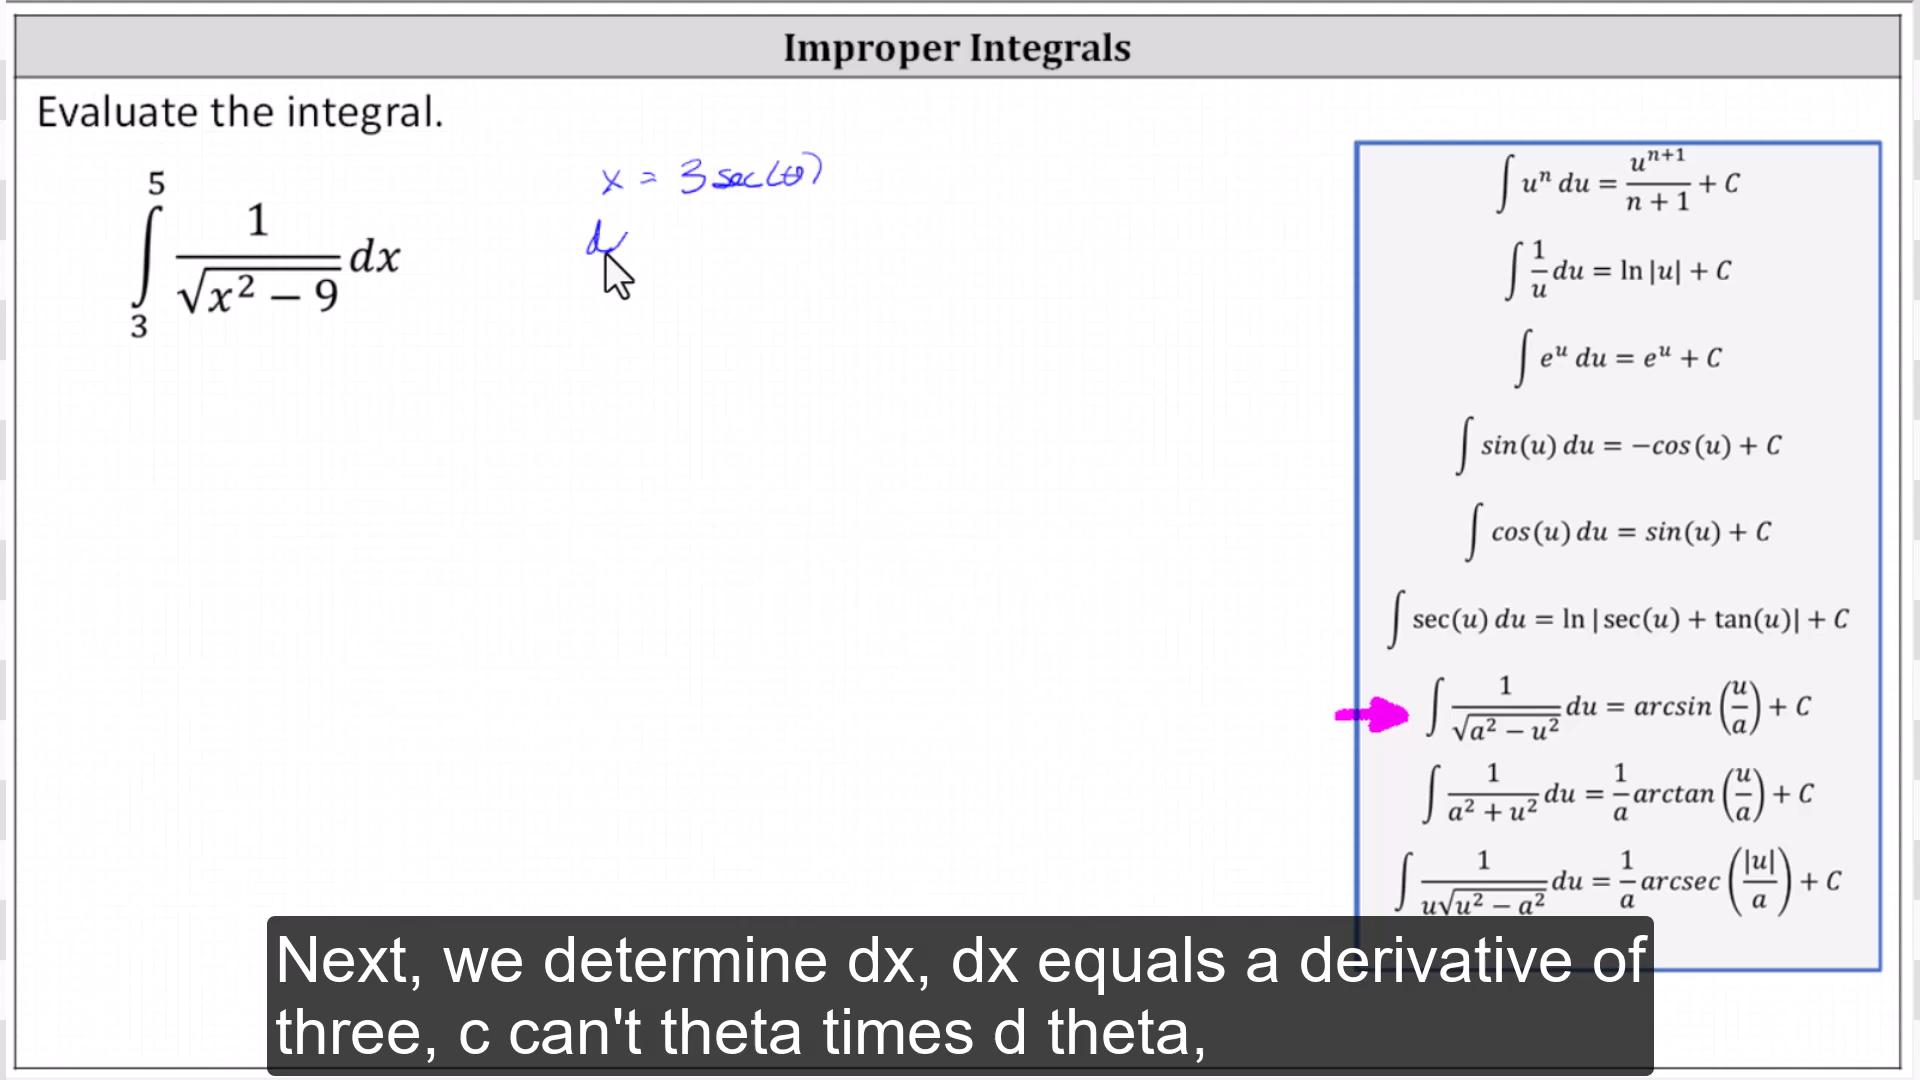 Improper Integrals
Evaluate the integral.
∫₃⁵ 1/√(x² − 9) dx
x = 3 sec(θ)
dx
∫ uⁿ du = uⁿ⁺¹/(n + 1) + C
∫ 1/u du = ln|u| + C
∫ eᵘ du = eᵘ + C
∫ sin(u) du = −cos(u) + C
∫ cos(u) du = sin(u) + C
∫ sec(u) du = ln|sec(u) + tan(u)| + C
∫ 1/√(a² − u²) du = arcsin(u/a) + C
∫ 1/(a² + u²) du = 1/a arctan(u/a) + C
∫ 1/(u√(u² − a²)) du = 1/a arcsec(|u|/a) + C
Next, we determine dx, dx equals a derivative of
three, c can't theta times d theta,